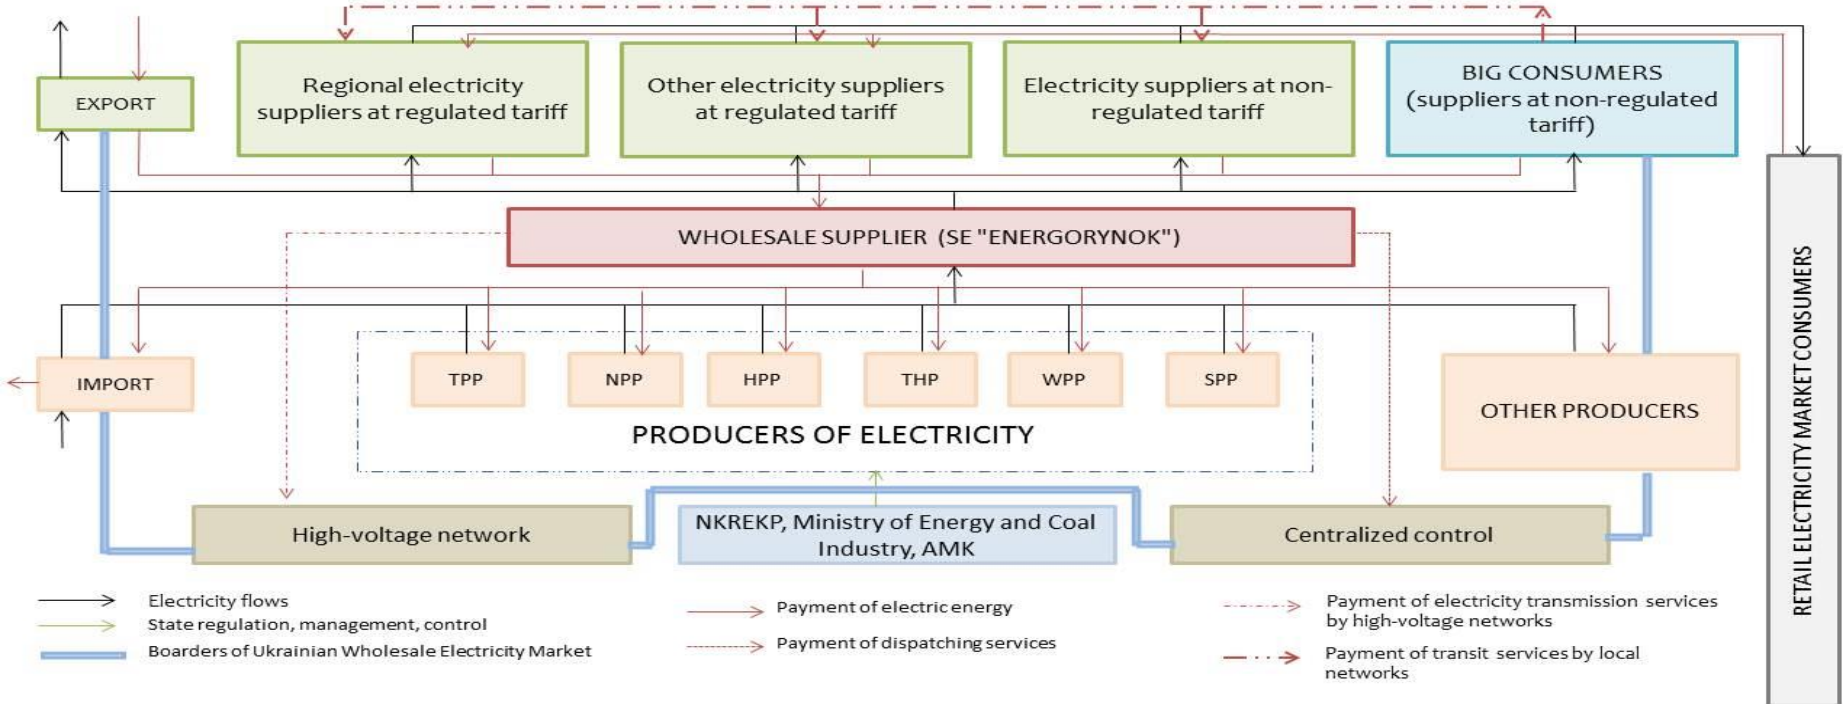 EXPORT
Regional electricity
suppliers at regulated tariff
Other electricity suppliers
at regulated tariff
Electricity suppliers at non-
regulated tariff
BIG CONSUMERS
(suppliers at non-regulated
tariff)
WHOLESALE SUPPLIER (SE "ENERGORYNOK")
RETAIL ELECTRICITY MARKET CONSUMERS
IMPORT
TPP
NPP
HPP
THP
WPP
SPP
OTHER PRODUCERS
PRODUCERS OF ELECTRICITY
High-voltage network
NKREKP, Ministry of Energy and Coal
Industry, AMK
Centralized control
Electricity flows
State regulation, management, control
Boarders of Ukrainian Wholesale Electricity Market
Payment of electric energy
Payment of dispatching services
Payment of electricity transmission services
by high-voltage networks
Payment of transit services by local
networks